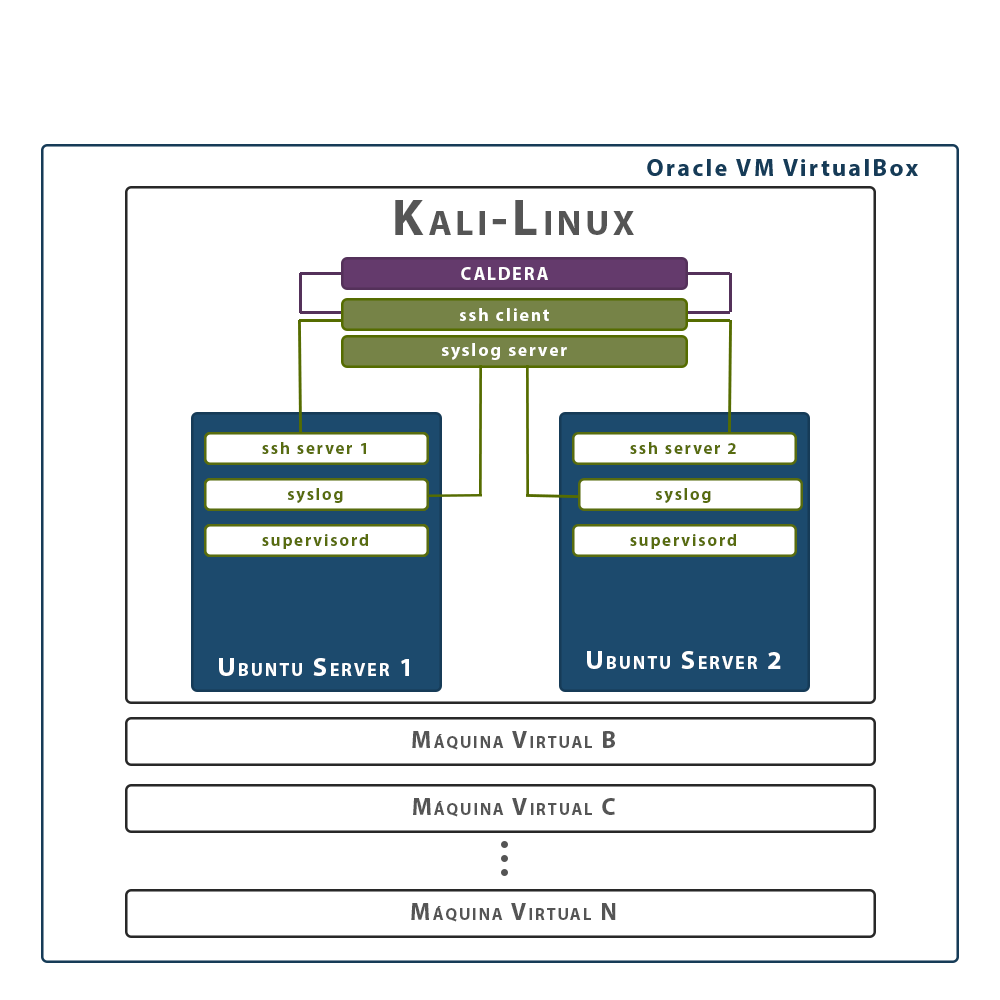 Oracle VM VirtualBox
Kali-Linux
CALDERA
ssh client
syslog server
ssh server 1
syslog
supervisord
Ubuntu Server 1
ssh server 2
syslog
supervisord
Ubuntu Server 2
Máquina Virtual B
Máquina Virtual C
Máquina Virtual N